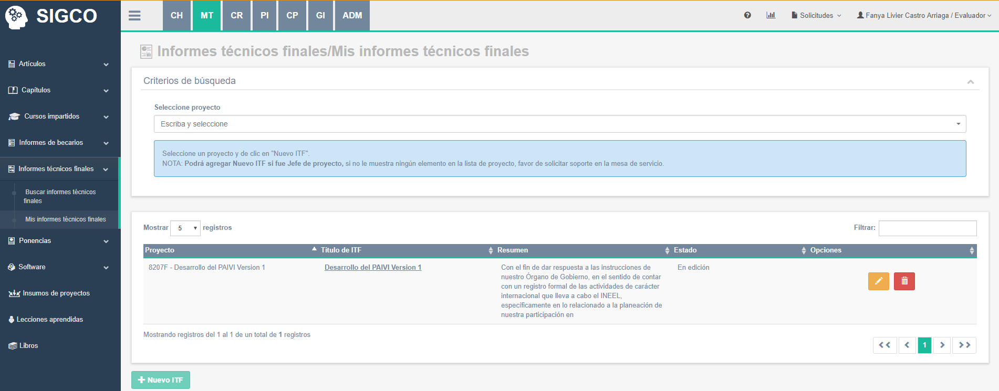 SIGCO
CH
MT
CR
PI
CP
GI
ADM
Solicitudes
Fanya Livier Castro Arriaga / Evaluador
Artículos
Capítulos
Cursos impartidos
Informes de becarios
Informes técnicos finales
Buscar informes técnicos
finales
Mis informes técnicos finales
Ponencias
Software
Insumos de proyectos
Lecciones aprendidas
Libros
Informes técnicos finales/Mis informes técnicos finales
Criterios de búsqueda
Seleccione proyecto
Escriba y seleccione
Seleccione un proyecto y de clic en "Nuevo ITF".
NOTA: Podrá agregar Nuevo ITF si fue Jefe de proyecto, si no le muestra ningún elemento en la lista de proyecto, favor de solicitar soporte en la mesa de servicio.
Mostrar 5 registros
Filtrar:
Proyecto Título de ITF Resumen Estado Opciones
8207F - Desarrollo del PAIVI Version 1
Desarrollo del PAIVI Version 1
Con el fin de dar respuesta a las instrucciones de
nuestro Órgano de Gobierno, en el sentido de contar
con un registro formal de las actividades de carácter
internacional que lleva a cabo el INEEL,
específicamente en lo relacionado a la planeación de
nuestra participación en
En edición
Mostrando registros del 1 al 1 de un total de 1 registros
1
Nuevo ITF